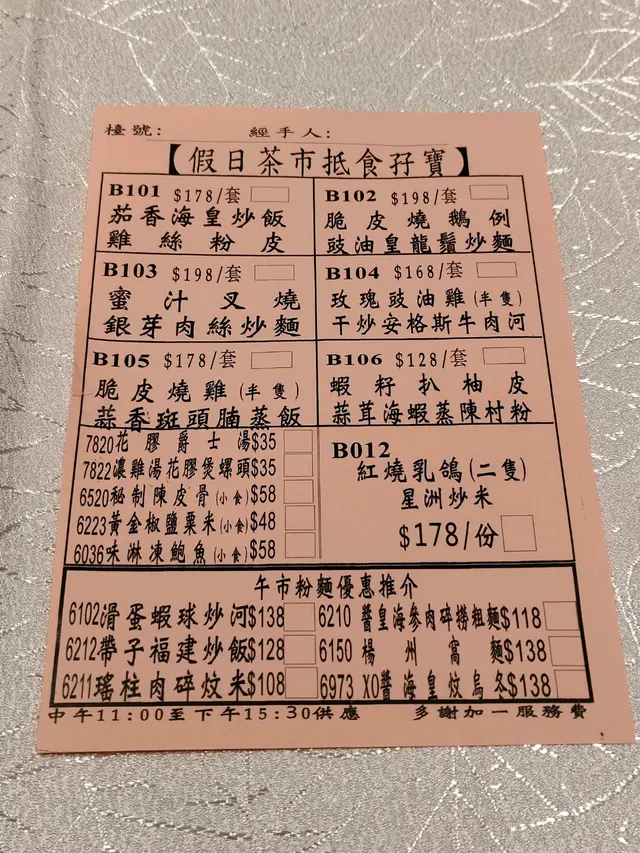 檯號:
經手人:
【假日茶市抵食孖寶】
B101 $178/套
茄香海皇炒飯
雞絲粉皮
B102 $198/套
脆皮燒鵝例
豉油皇龍鬚炒麵
B103 $198/套
蜜汁叉燒
銀芽肉絲炒麵
B104 $168/套
玫瑰豉油雞(半隻)
干炒安格斯牛肉河
B105 $178/套
脆皮燒雞(半隻)
蒜香斑頭腩蒸飯
B106 $128/套
蝦籽扒柚皮
蒜茸海蝦蒸陳村粉
7820花膠爵士湯$35
7822濃雞湯花膠煲螺頭$35
6520秘制陳皮骨(小食)$58
6223黃金椒鹽粟米(小食)$48
6036味淋凍鮑魚(小食)$58
B012
紅燒乳鴿(二隻)
星洲炒米
$178/份
午市粉麵優惠推介
6102滑蛋蝦球炒河$138
6210 醬皇海參肉碎撈粗麵$118
6212帶子福建炒飯$128
6150 楊州窩麵$138
6211瑤柱肉碎炆米$108
6973 XO醬海皇炆烏冬$138
中午11:00至下午15:30供應
多謝加一服務費